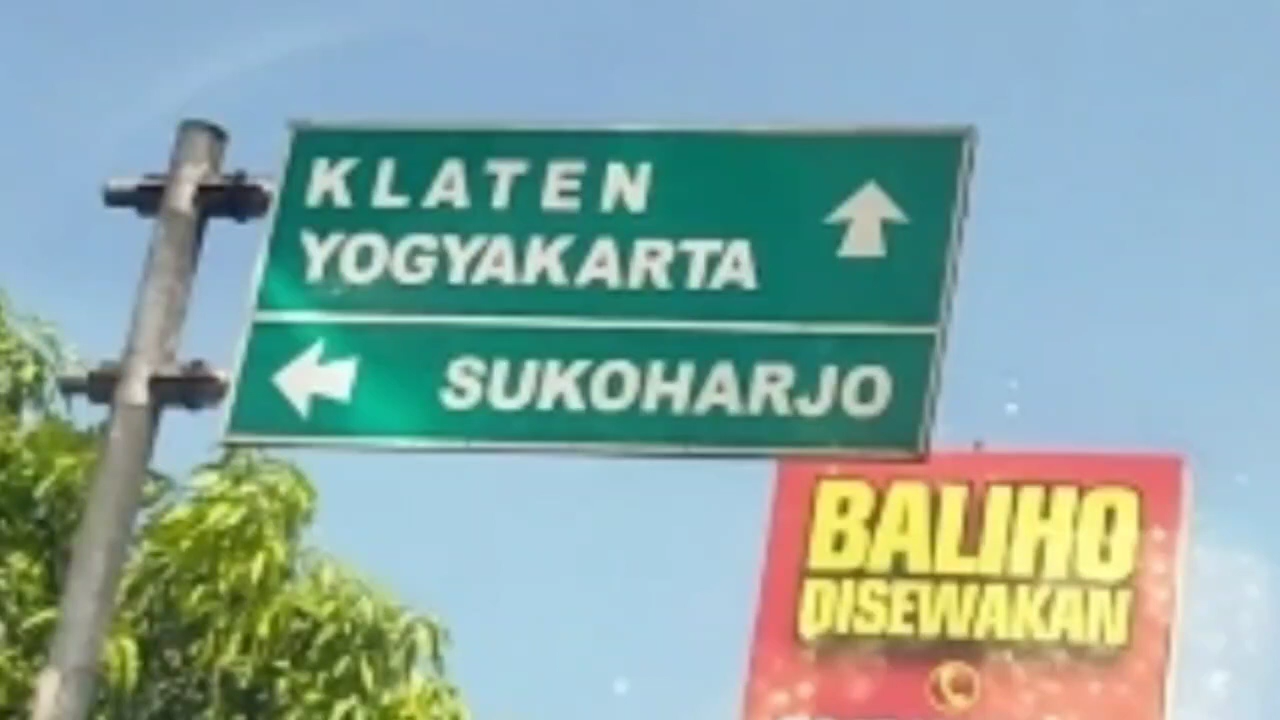 KLATEN
YOGYAKARTA
SUKOHARJO
BALIHO
DISEWAKAN